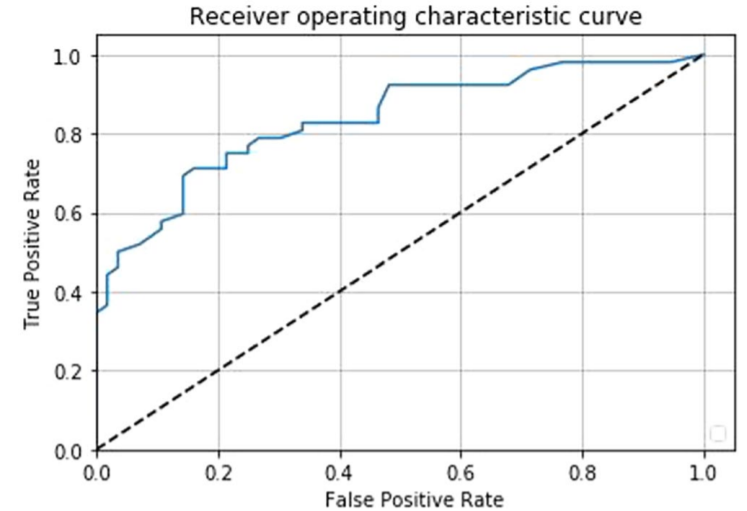 Receiver operating characteristic curve
1.0
0.8
0.6
0.4
0.2
0.0
True Positive Rate
0.0 0.2 0.4 0.6 0.8 1.0
False Positive Rate